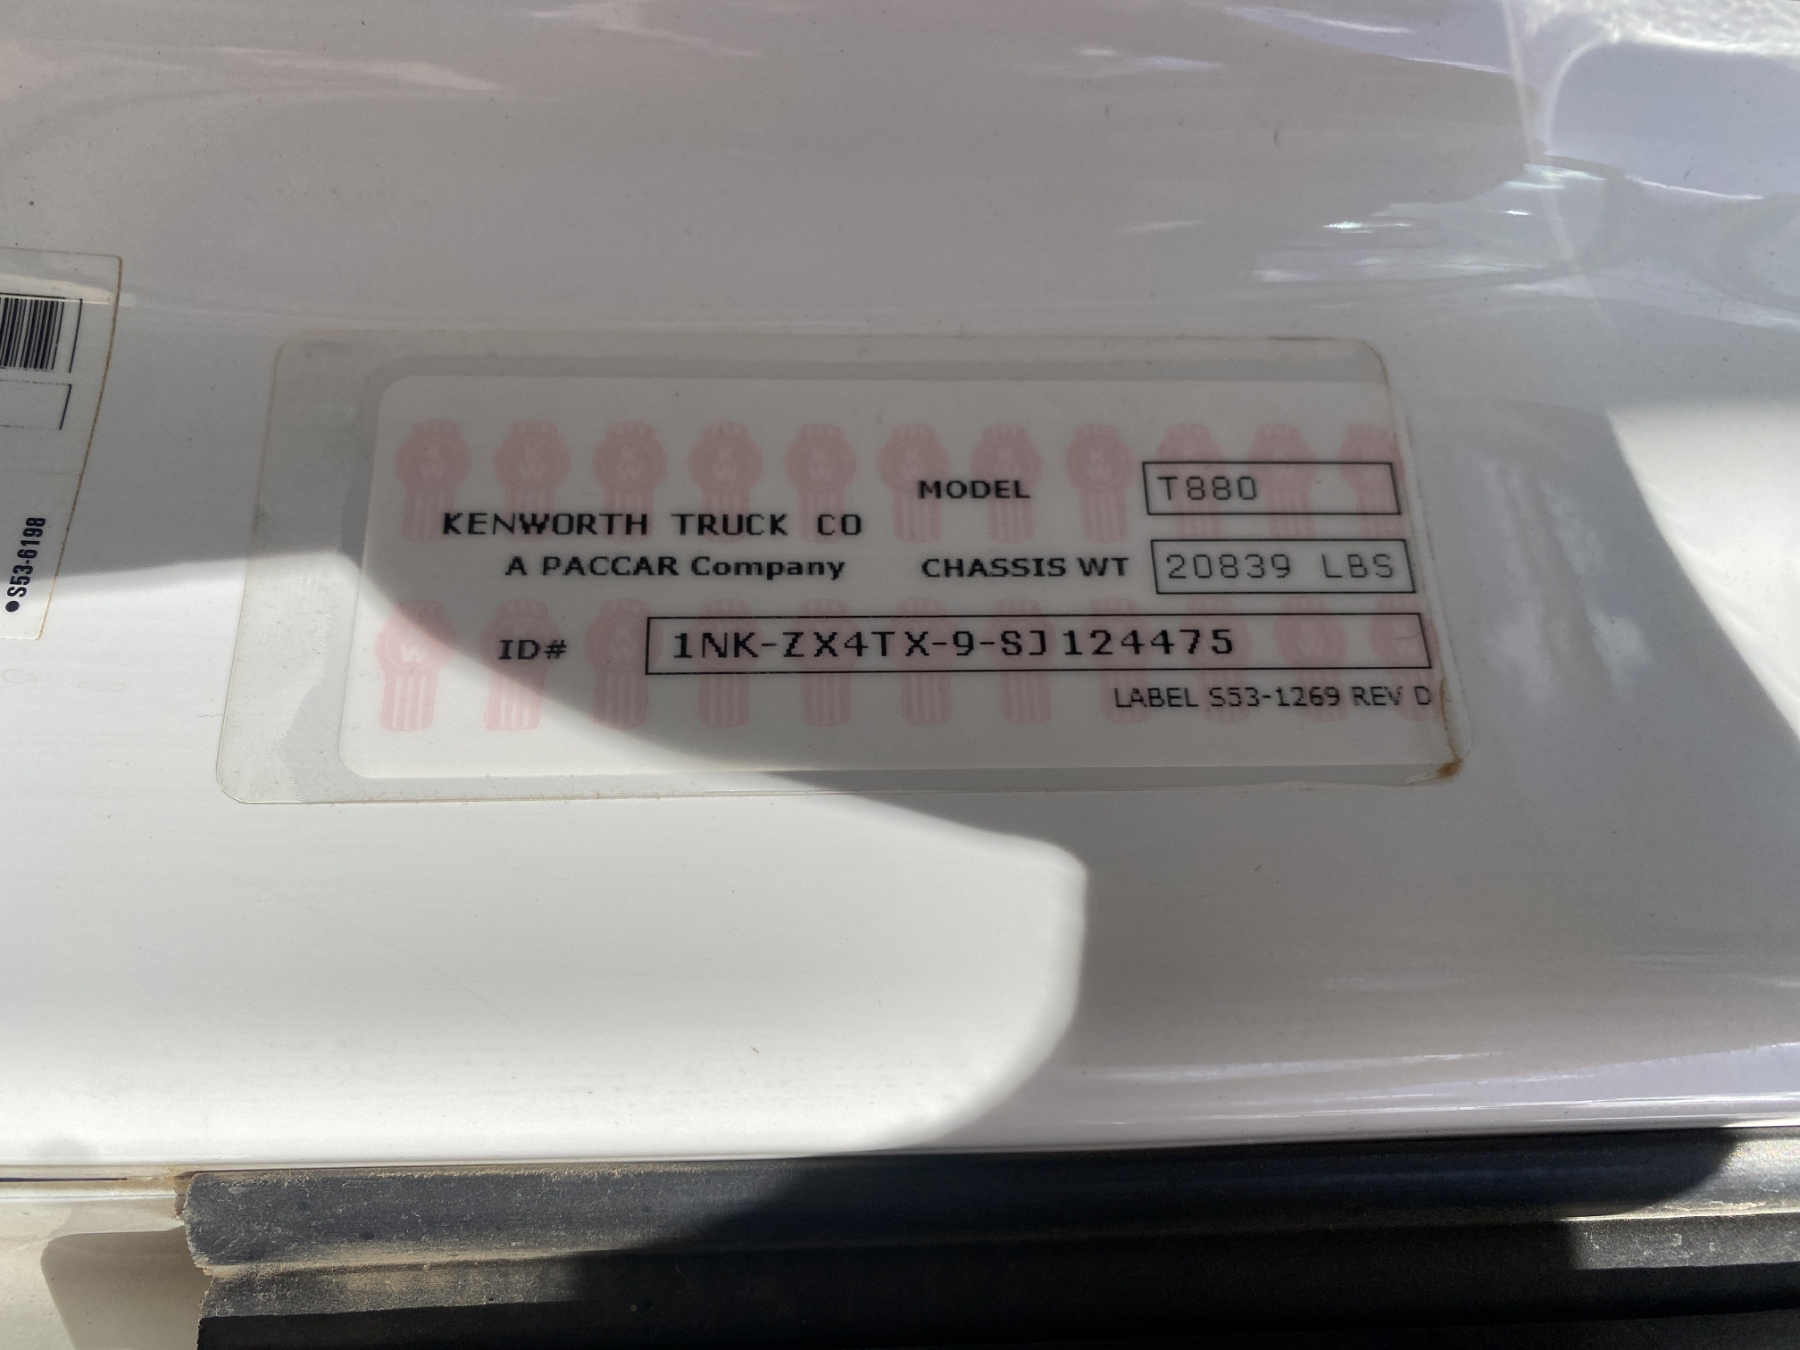 MODEL T880
KENWORTH TRUCK CO
A PACCAR Company
CHASSIS WT 20839 LBS
ID# 1NK-ZX4TX-9-SJ124475
LABEL S53-1269 REV D
•S53-6198